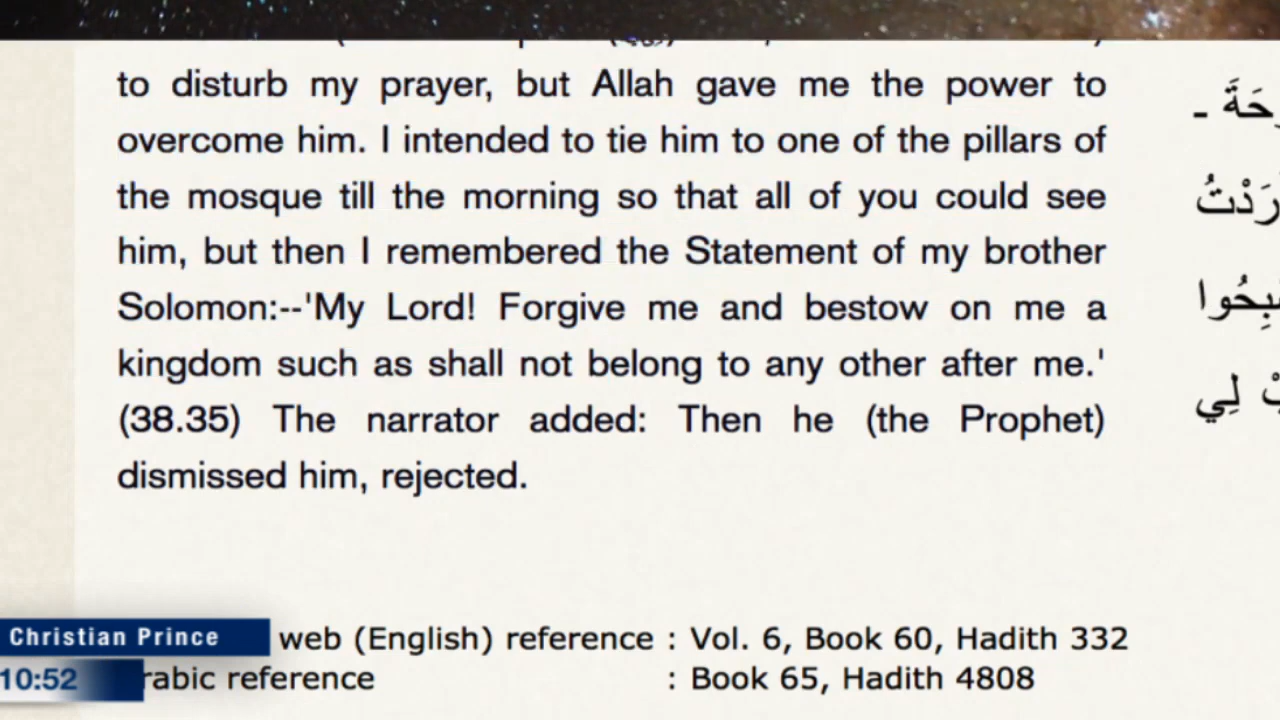 to disturb my prayer, but Allah gave me the power to
overcome him. I intended to tie him to one of the pillars of
the mosque till the morning so that all of you could see
him, but then I remembered the Statement of my brother
Solomon:--'My Lord! Forgive me and bestow on me a
kingdom such as shall not belong to any other after me.'
(38.35) The narrator added: Then he (the Prophet)
dismissed him, rejected.
لِي
Christian Prince
web (English) reference : Vol. 6, Book 60, Hadith 332
10:52
rabic reference : Book 65, Hadith 4808